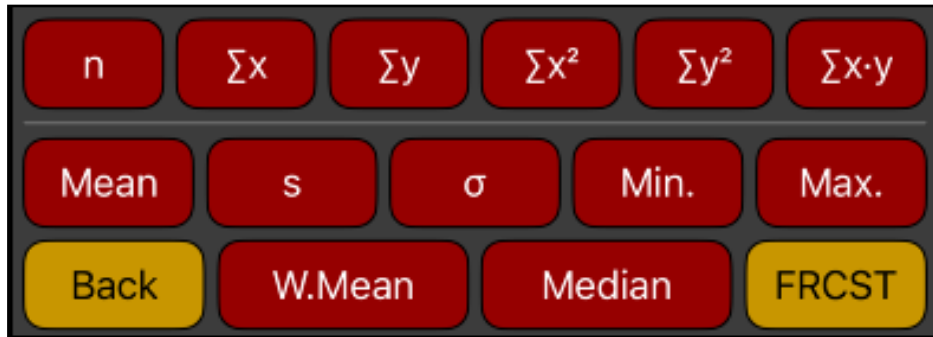 n ∑x ∑y ∑x² ∑y² ∑x·y
Mean s σ Min. Max.
Back W.Mean Median FRCST